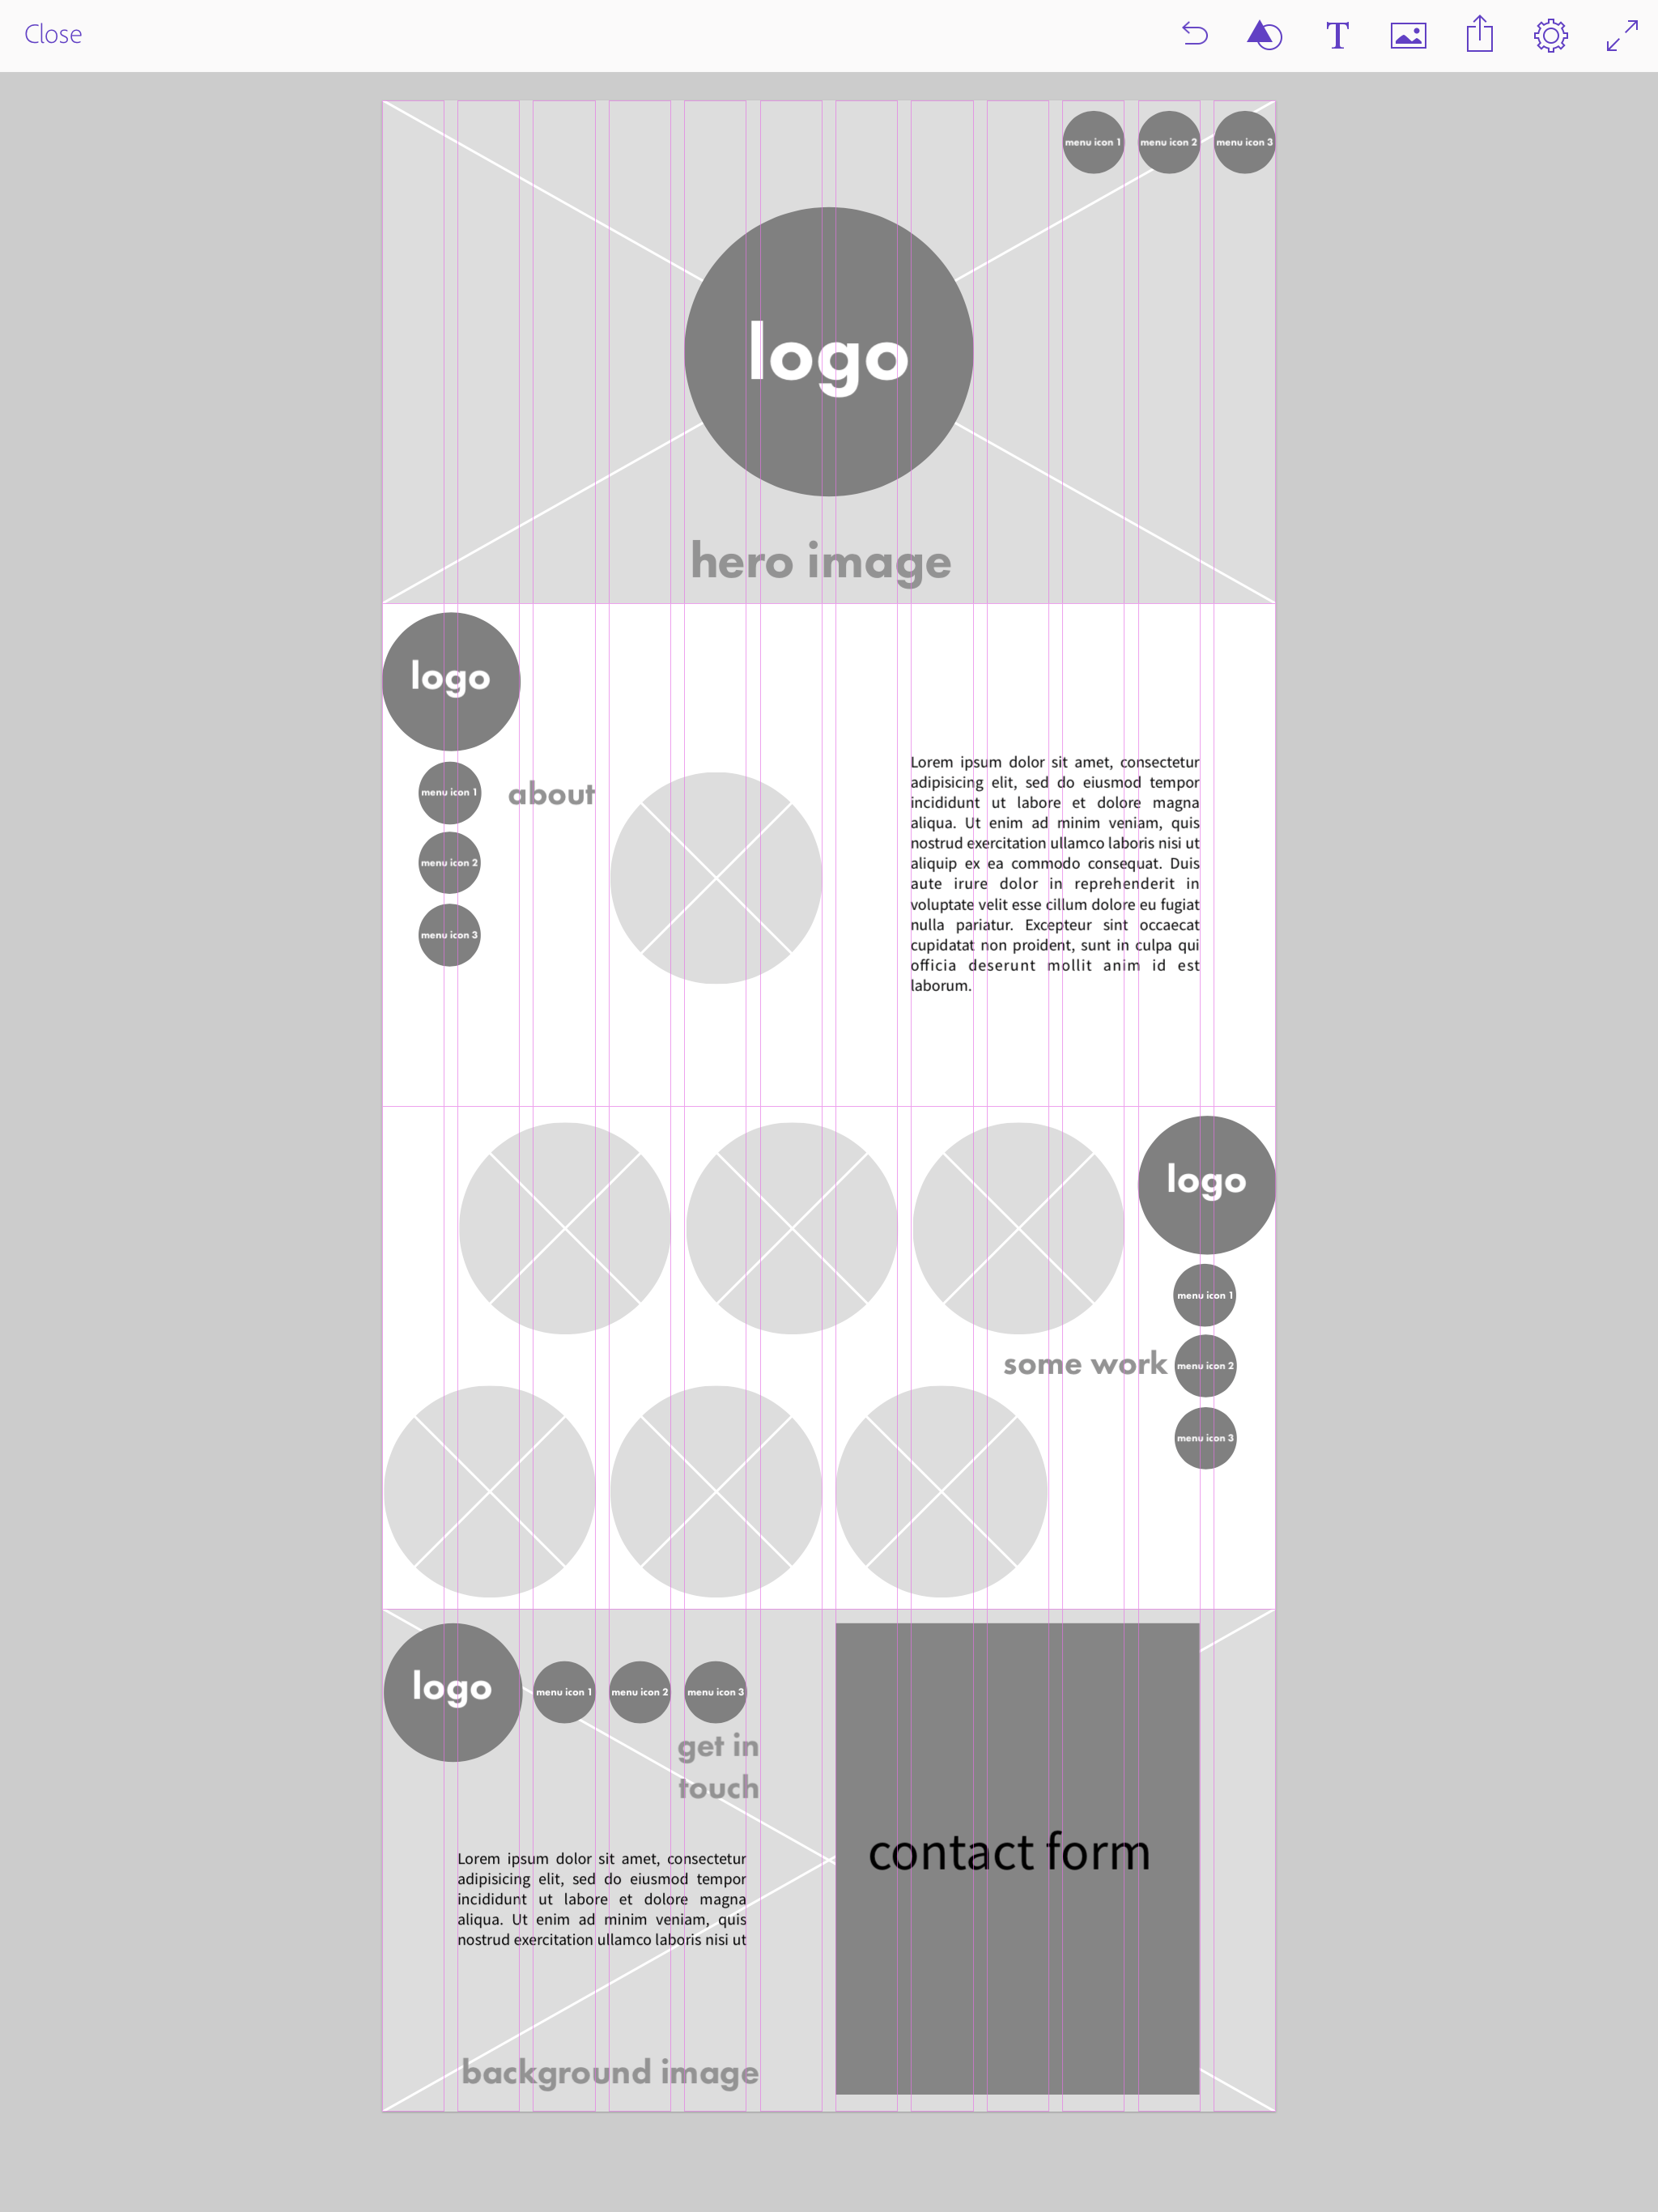 Close
menu icon 1
menu icon 2
menu icon 3
logo
hero image
logo
menu icon 1
about
menu icon 2
menu icon 3
Lorem ipsum dolor sit amet, consectetur
adipisicing elit, sed do eiusmod tempor
incididunt ut labore et dolore magna
aliqua. Ut enim ad minim veniam, quis
nostrud exercitation ullamco laboris nisi ut
aliquip ex ea commodo consequat. Duis
aute irure dolor in reprehenderit in
voluptate velit esse cillum dolore eu fugiat
nulla pariatur. Excepteur sint occaecat
cupidatat non proident, sunt in culpa qui
officia deserunt mollit anim id est
laborum.
logo
menu icon 1
some work
menu icon 2
menu icon 3
logo
menu icon 1
menu icon 2
menu icon 3
get in
touch
Lorem ipsum dolor sit amet, consectetur
adipisicing elit, sed do eiusmod tempor
incididunt ut labore et dolore magna
aliqua. Ut enim ad minim veniam, quis
nostrud exercitation ullamco laboris nisi ut
contact form
background image